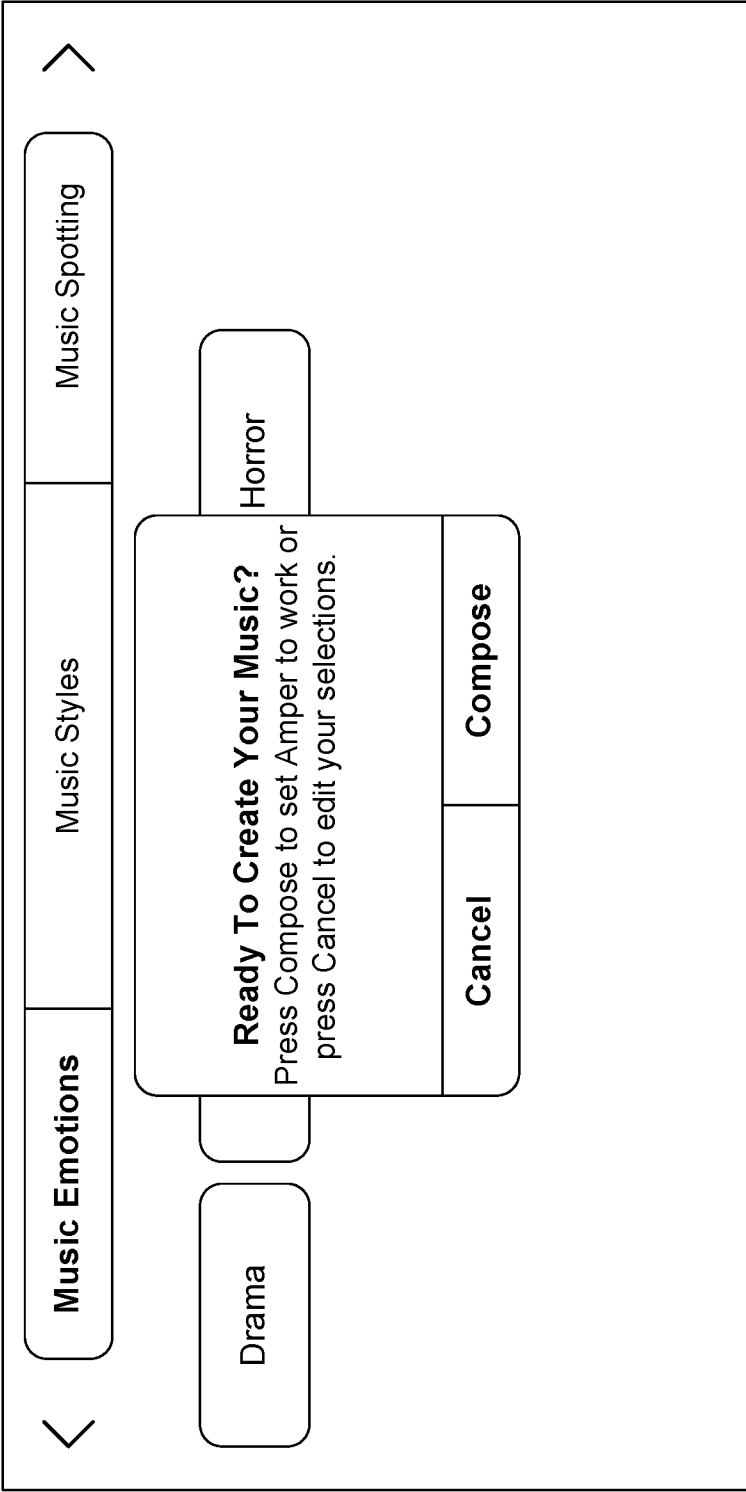 Music Emotions
Music Styles
Music Spotting
Drama
Horror
Ready To Create Your Music?
Press Compose to set Amper to work or
press Cancel to edit your selections.
Cancel
Compose